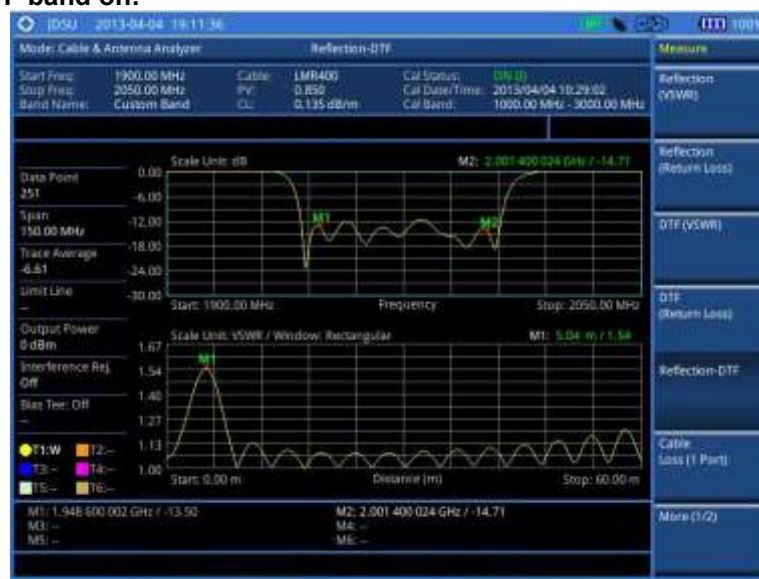 band on.
JDSU 2013-04-04 19:11:36 100%
Mode: Cable & Antenna Analyzer Reflection-DTF
Measure
Start Freq: 1900.00 MHz Cable: LMR400 Cal Status: ON (I)
Stop Freq: 2050.00 MHz PV: 0.850 Cal Date/Time: 2013/04/04 10:29:02
Band Name: Custom Band CL: 0.135 dB/m Cal Band: 1000.00 MHz - 3000.00 MHz
Reflection
(VSWR)
Reflection
(Return Loss)
DTF (VSWR)
DTF
(Return Loss)
Reflection-DTF
Cable
Loss (1 Port)
More (1/2)
Scale Unit: dB M2: 2.001 400 024 GHz / -14.71
Data Point
251
Span
150.00 MHz
Trace Average
-6.61
Limit Line
--
Output Power
0 dBm
Interference Rej.
Off
Bias Tee: Off
--
T1:W T2:--
T3:-- T4:--
T5:-- T6:--
0.00
-6.00
-12.00
-18.00
-24.00
-30.00
M1
M2
Start: 1900.00 MHz Frequency Stop: 2050.00 MHz
Scale Unit: VSWR / Window: Rectangular M1: 5.04 m / 1.54
1.67
1.54
1.40
1.27
1.13
1.00
M1
Start: 0.00 m Distance (m) Stop: 60.00 m
M1: 1.948 600 002 GHz / -13.50 M2: 2.001 400 024 GHz / -14.71
M3: -- M4: --
M5: -- M6: --